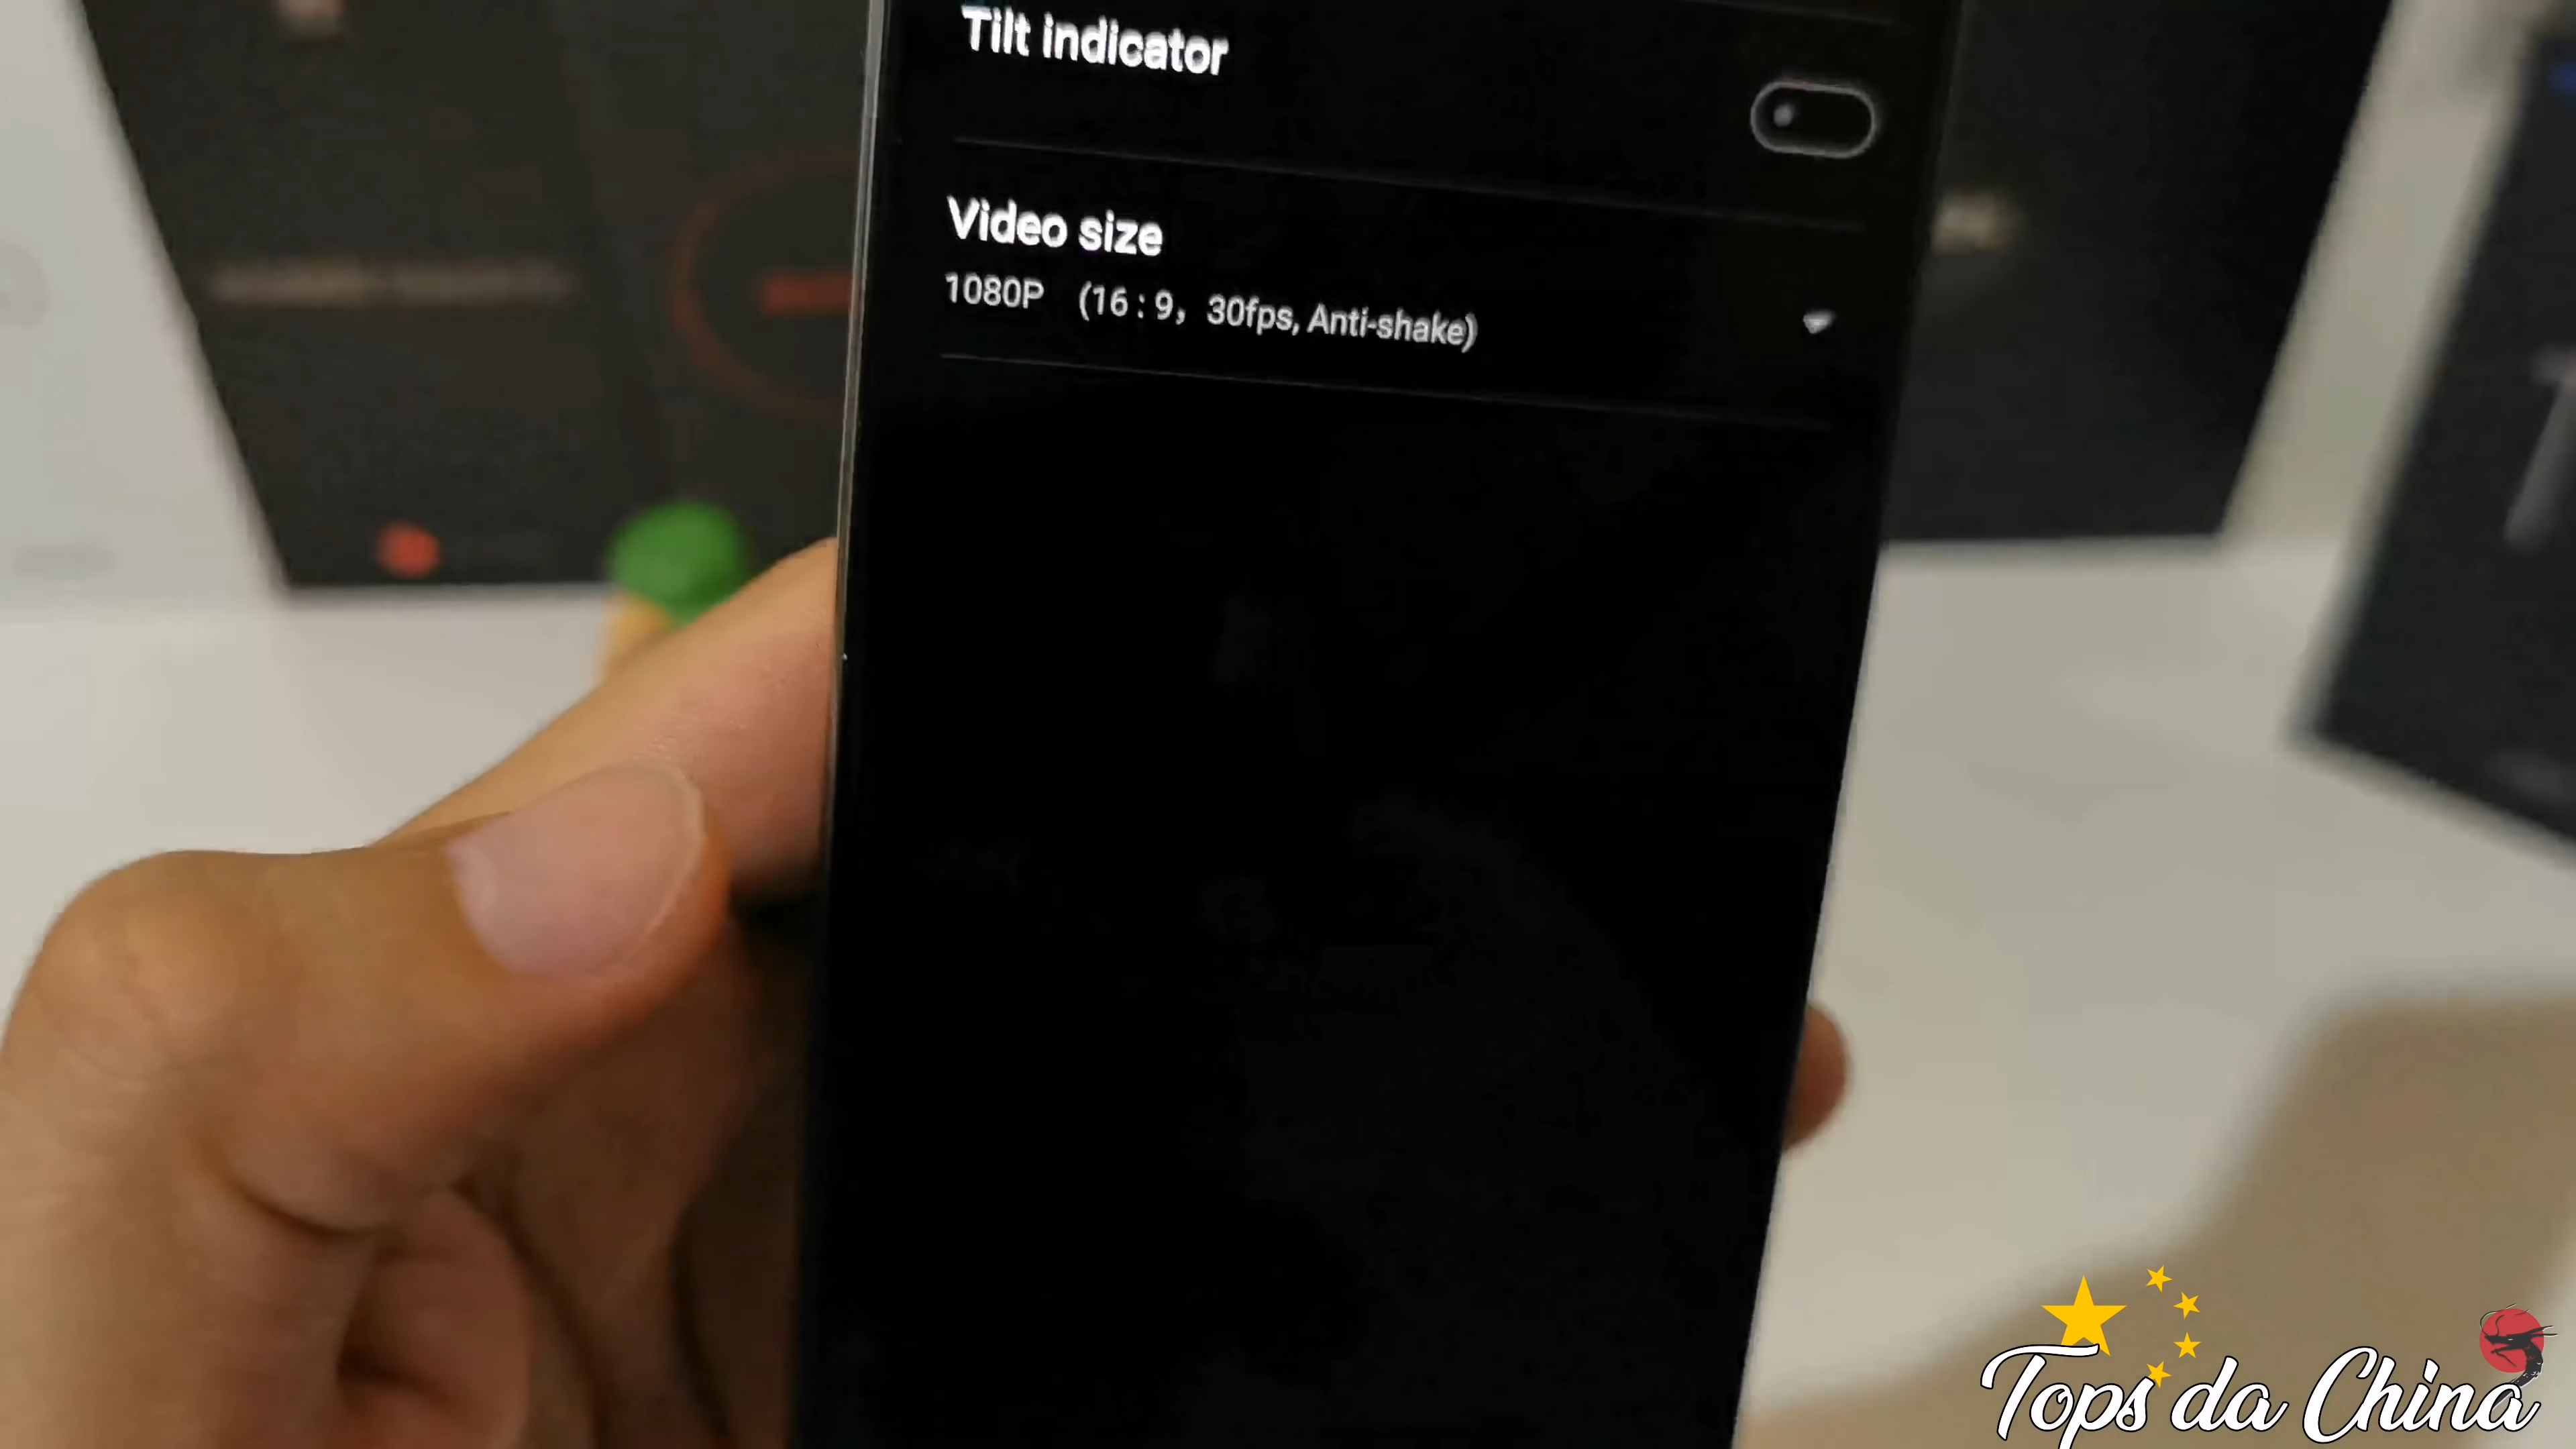 Tilt indicator
Video size
1080P (16 : 9, 30fps, Anti-shake)
Tops da China